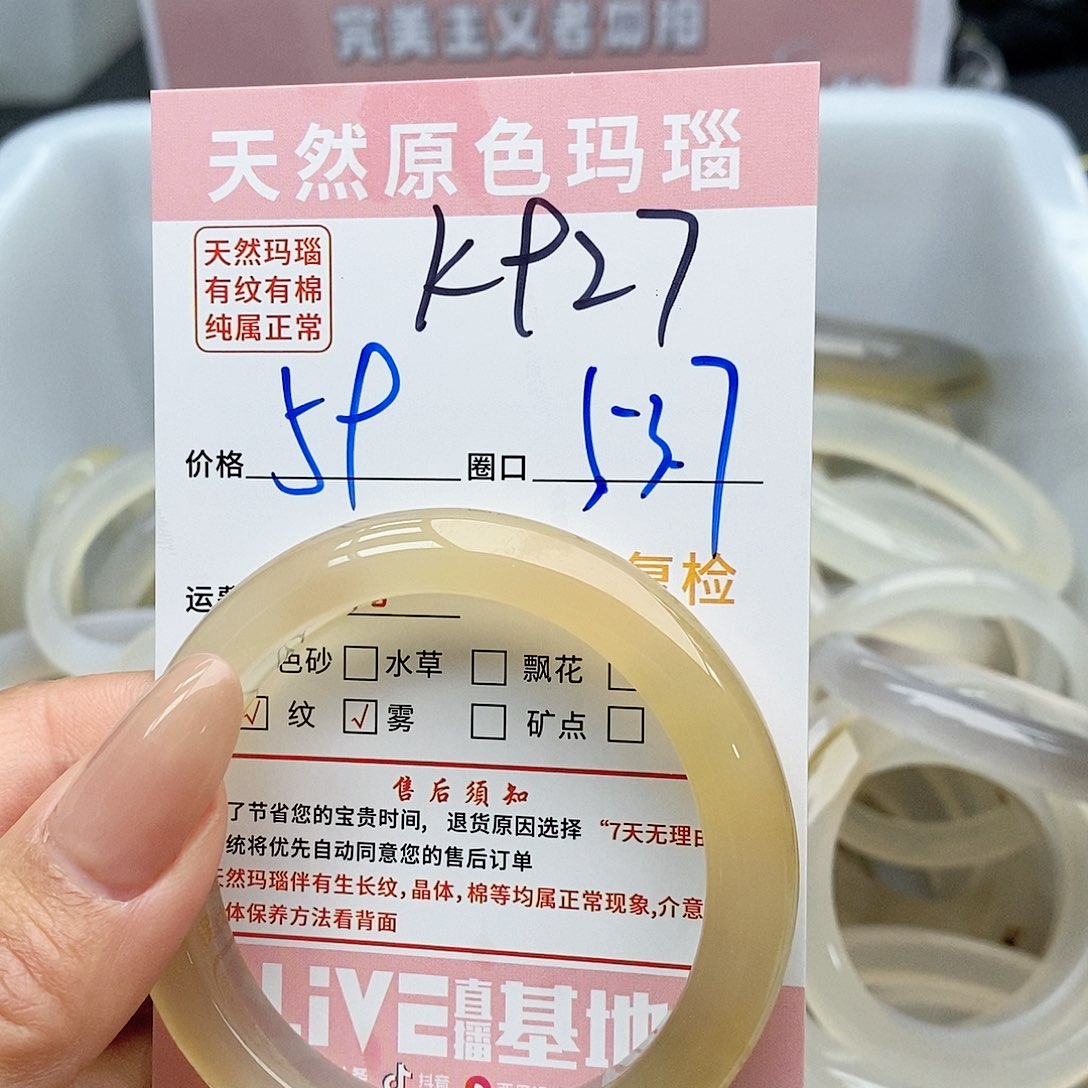 完美主义者勿拍
天然原色玛瑙
天然玛瑙
有纹有棉
纯属正常
KP27
价格 5P 圈口 53.7
运费
复检
色砂 水草 飘花
纹 雾 矿点
售后须知
了节省您的宝贵时间, 退货原因选择 “7天无理由
统将优先自动同意您的售后订单
天然玛瑙伴有生长纹,晶体,棉等均属正常现象,介意
体保养方法看背面
LiVE直播基地
抖音